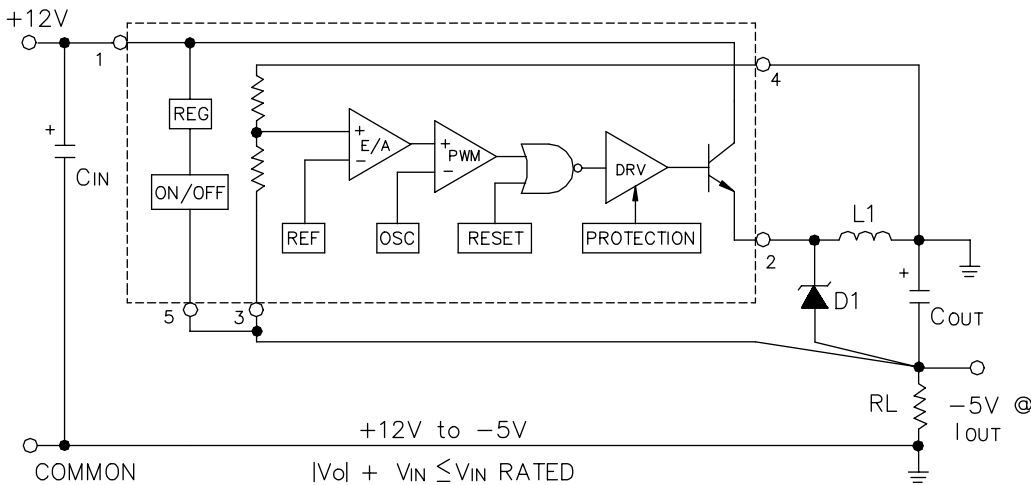 +12V
1
4
REG
+
E/A
−
+
PWM
−
DRV
+
CIN
ON/OFF
REF
OSC
RESET
PROTECTION
L1
2
+
D1
COUT
5
3
RL
−5V @
IOUT
+12V to −5V
COMMON
|Vo| + VIN ≤ VIN RATED